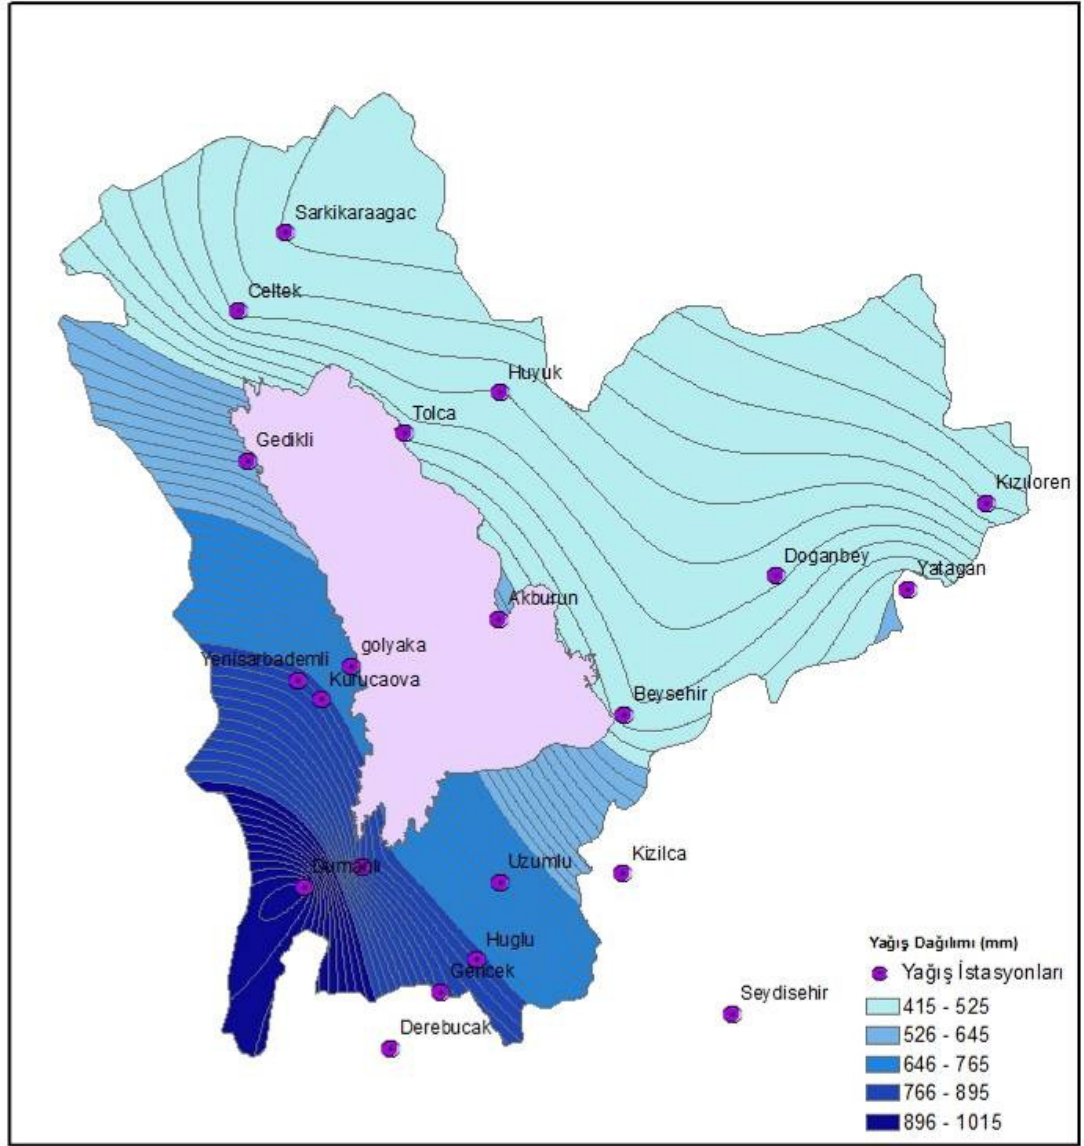 Sarkikaraagac
Celtek
Huyuk
Tolca
Gedikli
Kızıloren
Doganbey
Yatagan
Akburun
golyaka
Yenisarbademli
Kurucaova
Beysehir
Dumanlı
Uzumlu
Kizilca
Huglu
Gencek
Derebucak
Seydisehir
Yağış Dağılımı (mm)
Yağış İstasyonları
415 - 525
526 - 645
646 - 765
766 - 895
896 - 1015